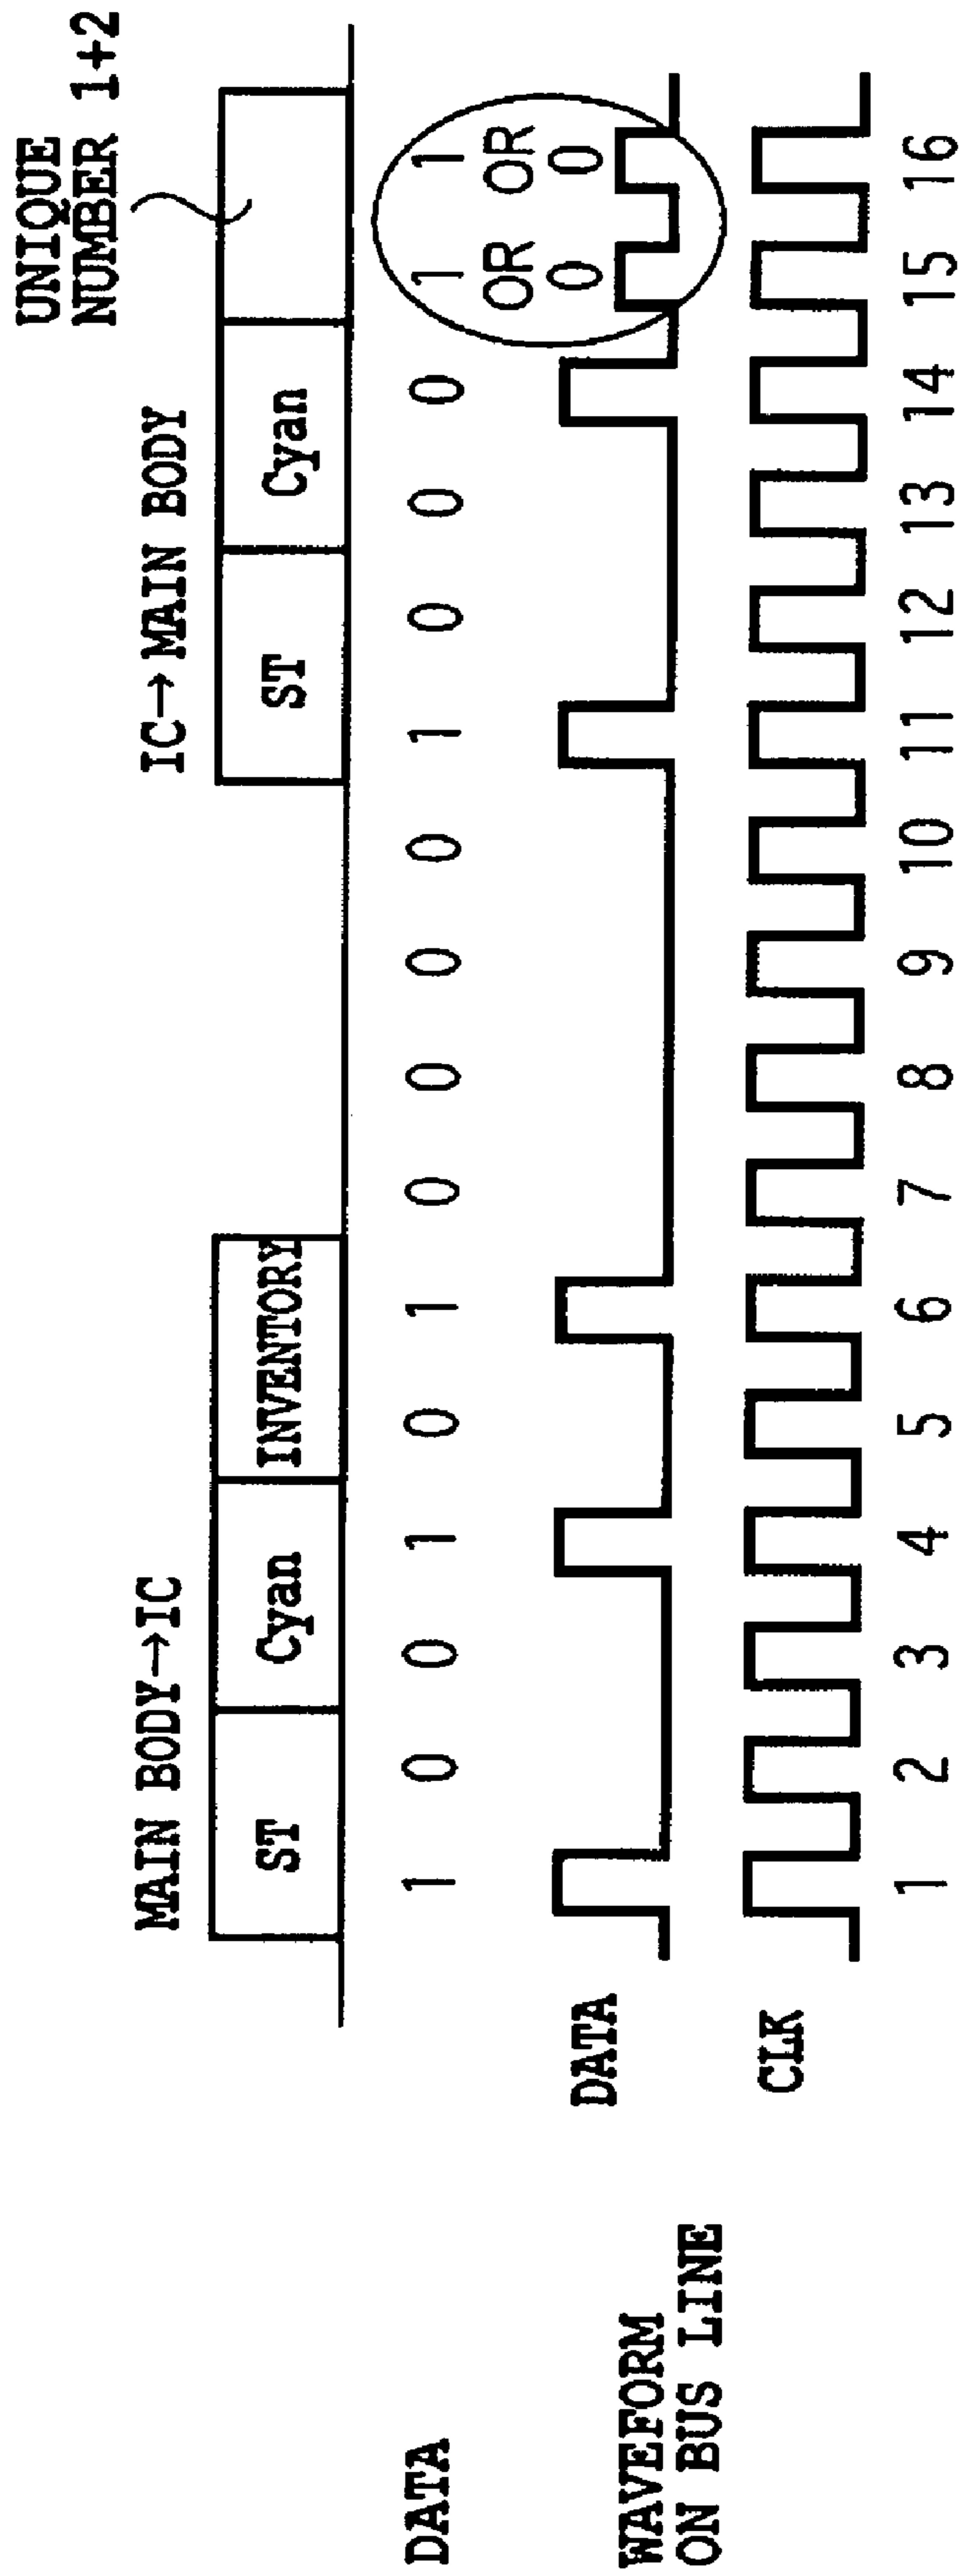 UNIQUE
NUMBER 1+2
MAIN BODY→IC
IC→MAIN BODY
ST Cyan INVENTORY
ST Cyan
DATA 1 0 0 1 0 1 0 0 0 0 1 0 0 0 1 1
OR OR
0 0
WAVEFORM
ON BUS LINE
DATA
CLK
1 2 3 4 5 6 7 8 9 10 11 12 13 14 15 16